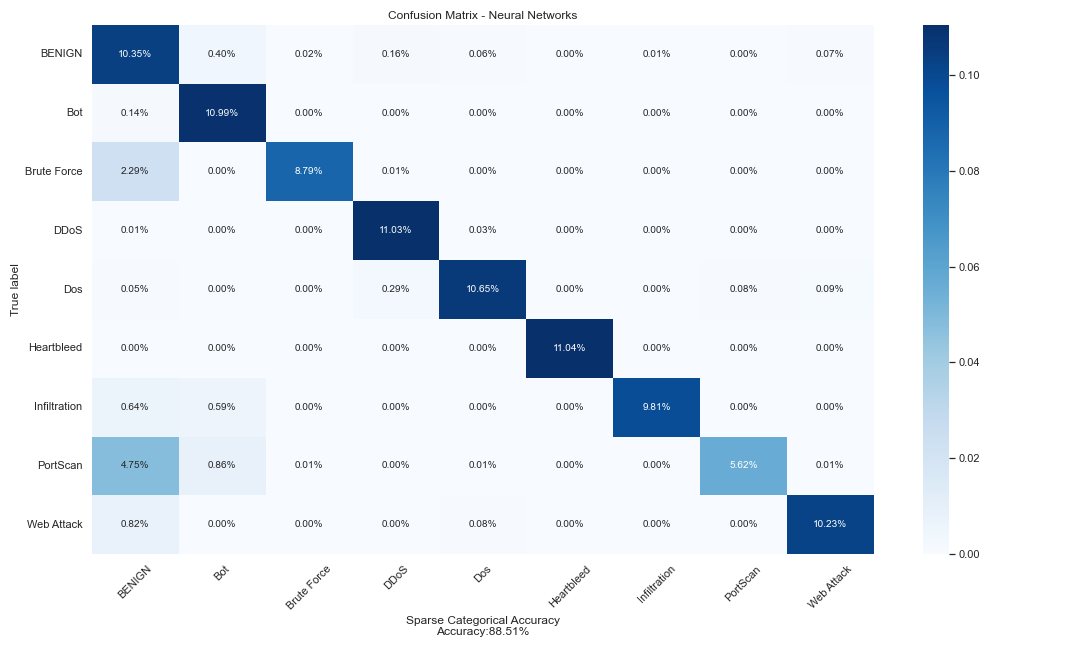 Confusion Matrix - Neural Networks
BENIGN 10.35% 0.40% 0.02% 0.16% 0.06% 0.00% 0.01% 0.00% 0.07%
Bot 0.14% 10.99% 0.00% 0.00% 0.00% 0.00% 0.00% 0.00% 0.00%
Brute Force 2.29% 0.00% 8.79% 0.01% 0.00% 0.00% 0.00% 0.00% 0.00%
DDoS 0.01% 0.00% 0.00% 11.03% 0.03% 0.00% 0.00% 0.00% 0.00%
Dos 0.05% 0.00% 0.00% 0.29% 10.65% 0.00% 0.00% 0.08% 0.09%
Heartbleed 0.00% 0.00% 0.00% 0.00% 0.00% 11.04% 0.00% 0.00% 0.00%
Infiltration 0.64% 0.59% 0.00% 0.00% 0.00% 0.00% 9.81% 0.00% 0.00%
PortScan 4.75% 0.86% 0.01% 0.00% 0.01% 0.00% 0.00% 5.62% 0.01%
Web Attack 0.82% 0.00% 0.00% 0.00% 0.08% 0.00% 0.00% 0.00% 10.23%
True label
BENIGN Bot Brute Force DDoS Dos Heartbleed Infiltration PortScan Web Attack
Sparse Categorical Accuracy
Accuracy:88.51%
0.10
0.08
0.06
0.04
0.02
0.00